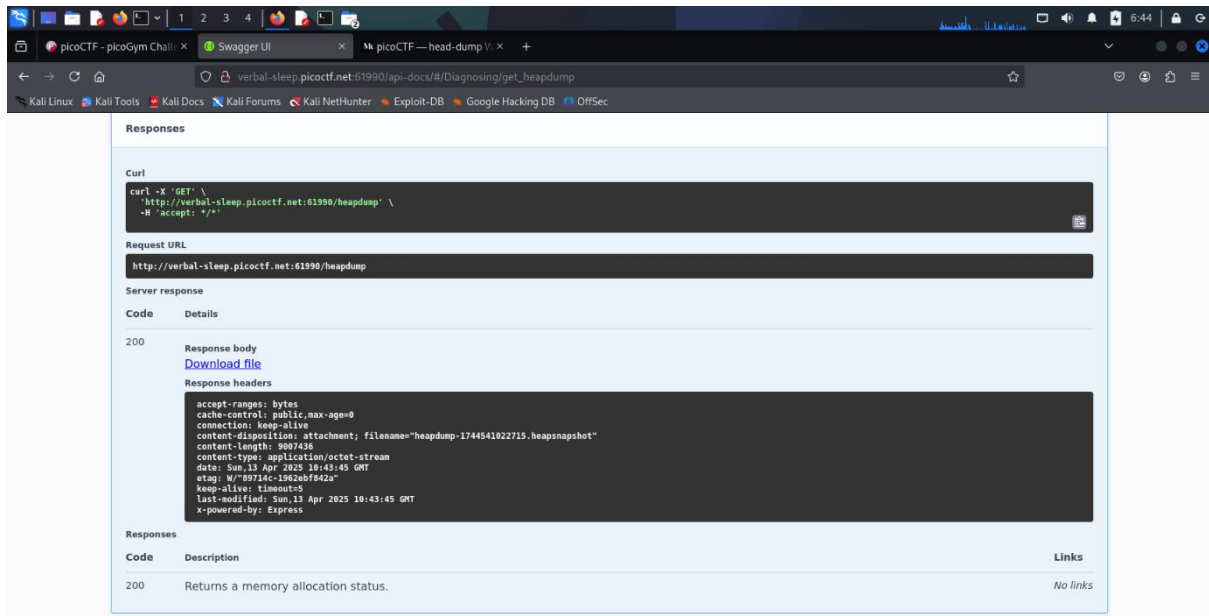 1 2 3 4
6:44
picoCTF - picoGym Challe
Swagger UI
picoCTF — head-dump
verbal-sleep.picoctf.net:61990/api-docs/#/Diagnosing/get_heapdump
Kali Linux Kali Tools Kali Docs Kali Forums Kali NetHunter Exploit-DB Google Hacking DB OffSec
Responses
Curl
curl -X 'GET' \
'http://verbal-sleep.picoctf.net:61990/heapdump' \
-H 'accept: */*'
Request URL
http://verbal-sleep.picoctf.net:61990/heapdump
Server response
Code Details
200
Response body
Download file
Response headers
accept-ranges: bytes
cache-control: public,max-age=0
connection: keep-alive
content-disposition: attachment; filename="heapdump-1744541022715.heapsnapshot"
content-length: 9007436
content-type: application/octet-stream
date: Sun,13 Apr 2025 10:43:45 GMT
etag: W/"89714c-1962ebf842a"
keep-alive: timeout=5
last-modified: Sun,13 Apr 2025 10:43:45 GMT
x-powered-by: Express
Responses
Code Description Links
200 Returns a memory allocation status. No links